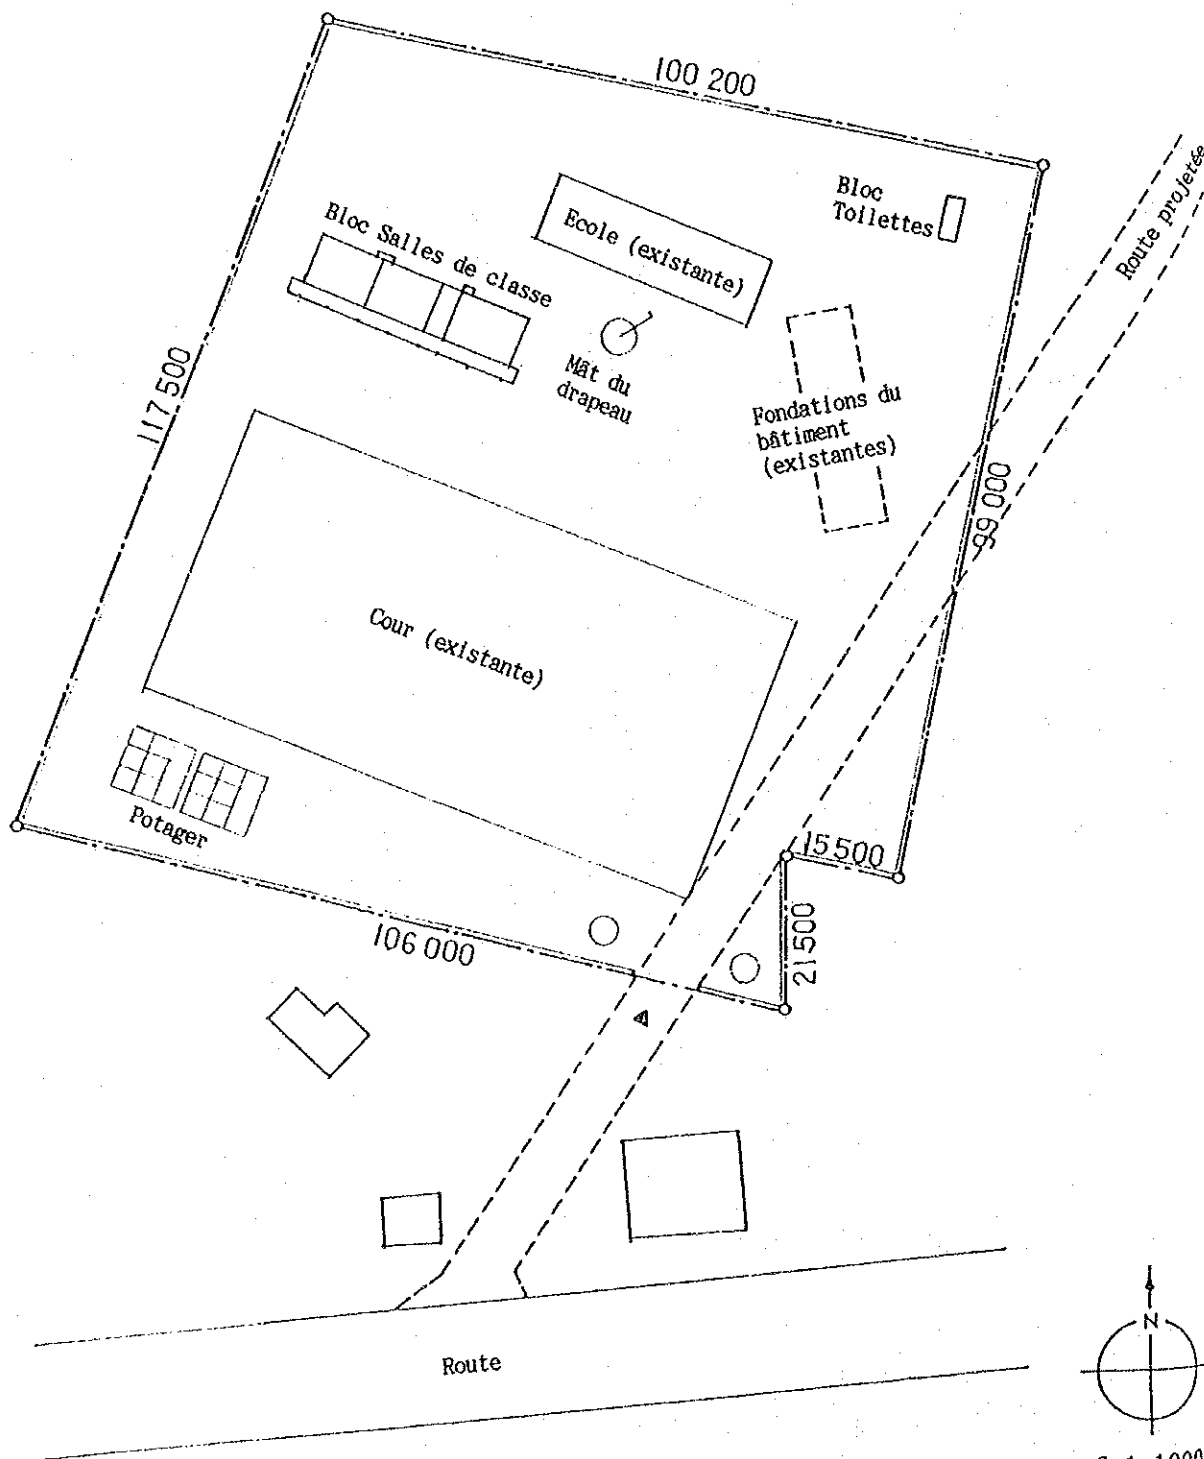 100 200
Bloc
Toilettes
Route projetée
Ecole (existante)
Bloc Salles de classe
Mât du
drapeau
117 500
Fondations du
bâtiment
(existantes)
99 000
Cour (existante)
Potager
15 500
21 500
106 000
Route
N